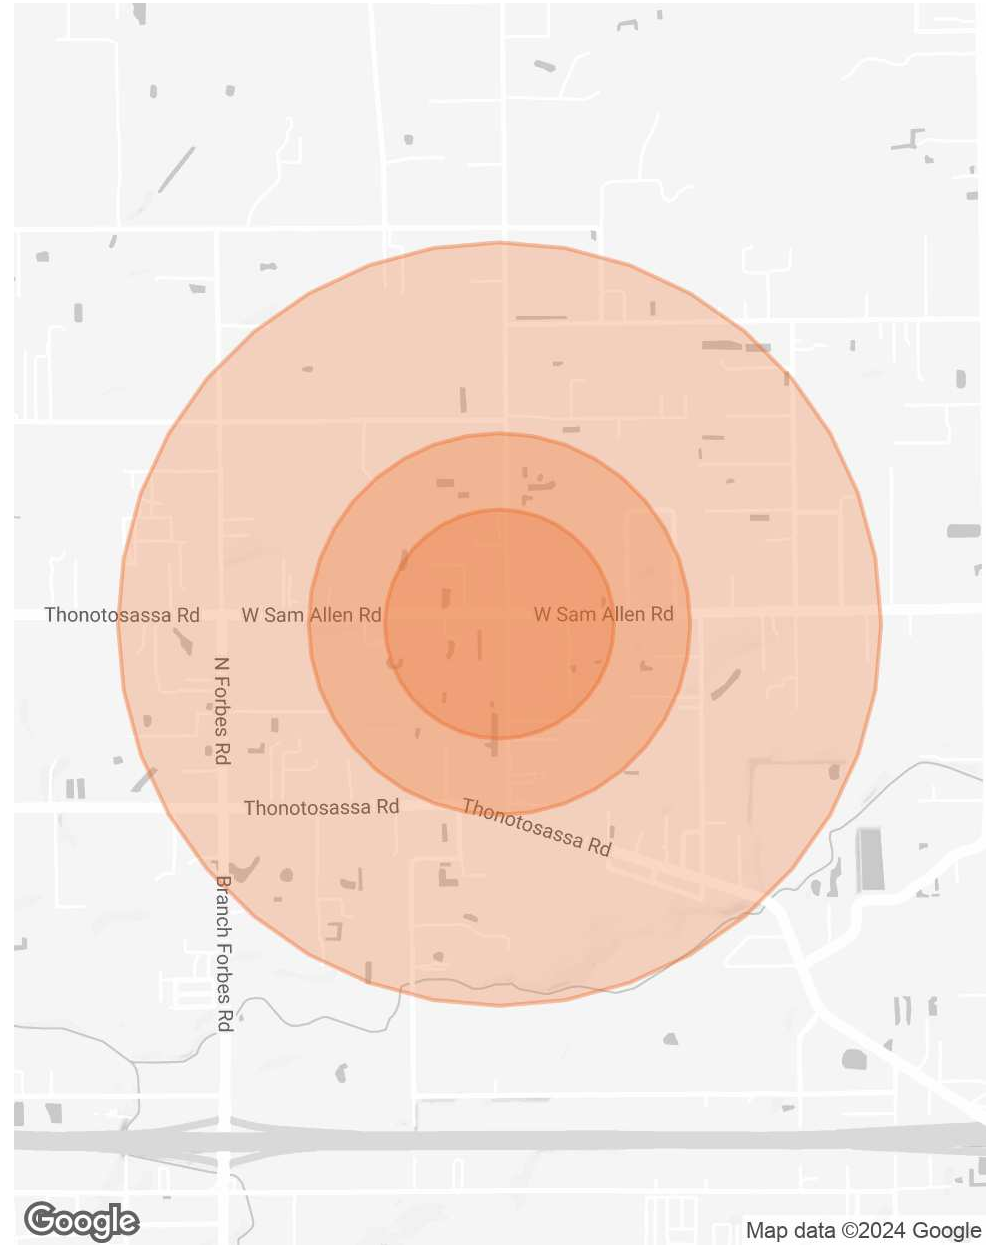 Thonotosassa Rd
W Sam Allen Rd
W Sam Allen Rd
N Forbes Rd
Thonotosassa Rd
Thonotosassa Rd
Branch Forbes Rd
Google
Map data ©2024 Google